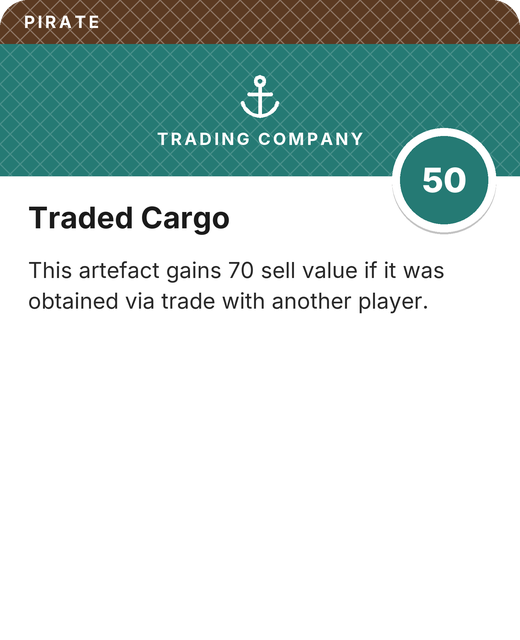 PIRATE
TRADING COMPANY
50
Traded Cargo
This artefact gains 70 sell value if it was
obtained via trade with another player.